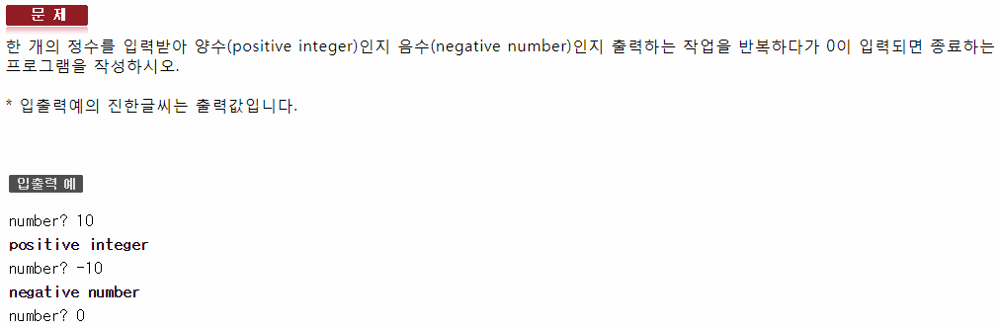 문 제
한 개의 정수를 입력받아 양수(positive integer)인지 음수(negative number)인지 출력하는 작업을 반복하다가 0이 입력되면 종료하는
프로그램을 작성하시오.
* 입출력예의 진한글씨는 출력값입니다.
입출력 예
number? 10
positive integer
number? -10
negative number
number? 0